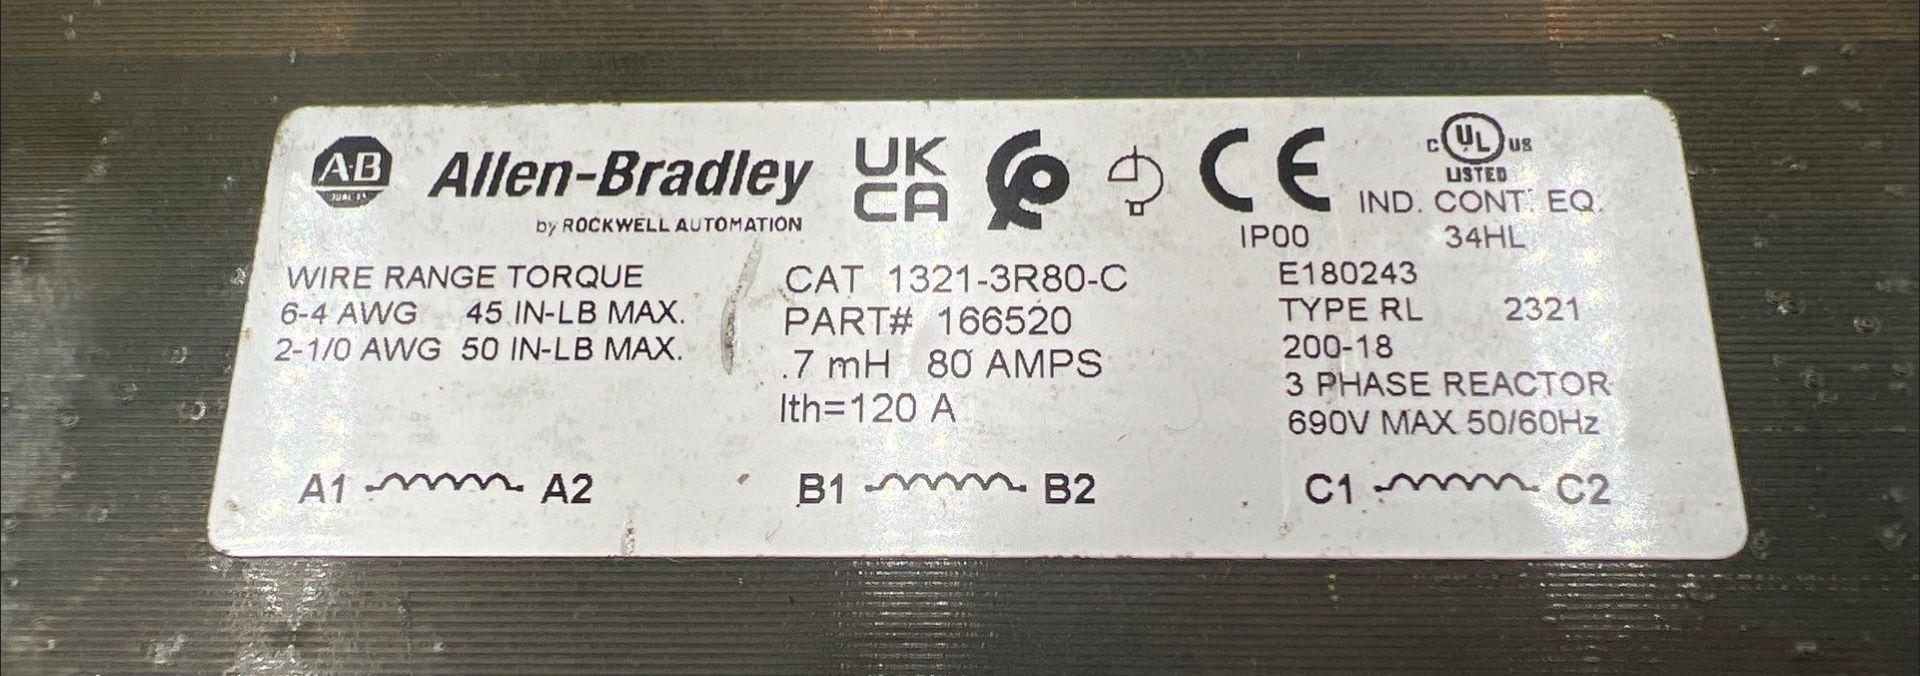 A·B
QUALITY
Allen-Bradley
by ROCKWELL AUTOMATION
UK
CA
CE
IP00
C UL US
LISTED
IND. CONT. EQ.
34HL
WIRE RANGE TORQUE
6-4 AWG 45 IN-LB MAX.
2-1/0 AWG 50 IN-LB MAX.
CAT 1321-3R80-C
PART# 166520
.7 mH 80 AMPS
Ith=120 A
E180243
TYPE RL 2321
200-18
3 PHASE REACTOR
690V MAX 50/60Hz
A1 A2 B1 B2 C1 C2